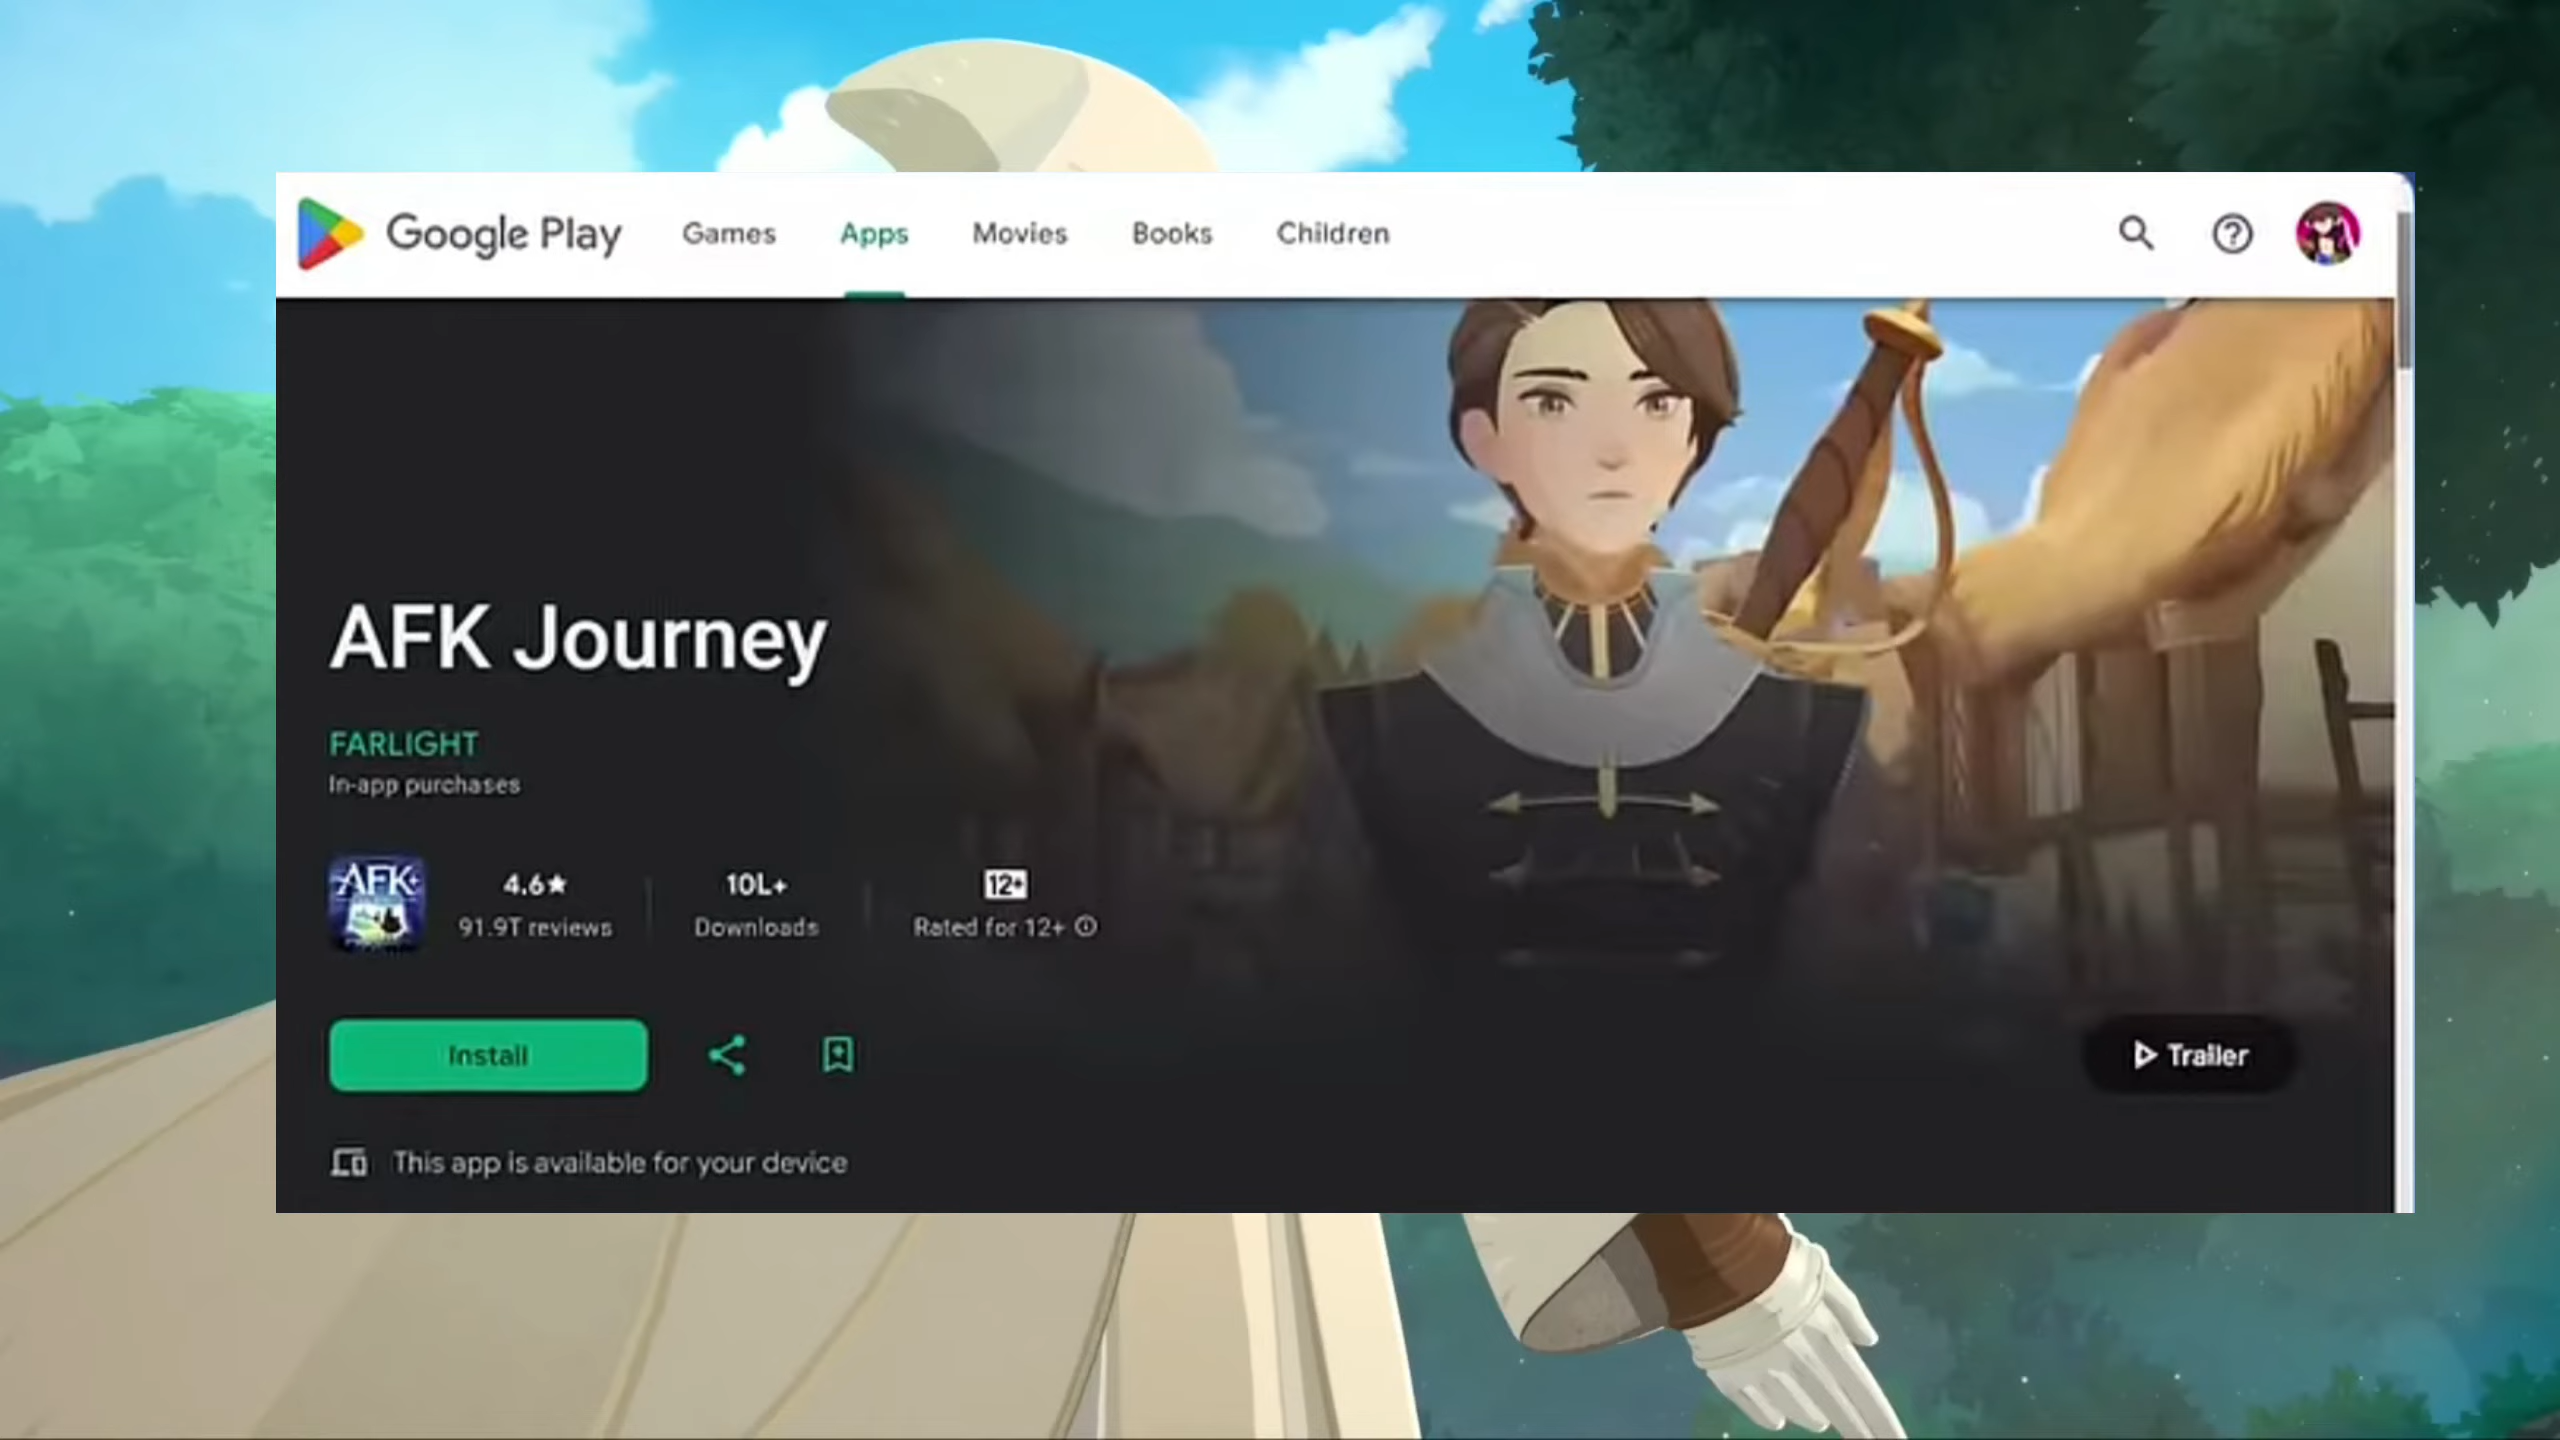 Google Play Games Apps Movies Books Children
AFK Journey
FARLIGHT
In-app purchases
AFK
4.6★ 10L+ 12+
91.9T reviews Downloads Rated for 12+
Install Trailer
This app is available for your device